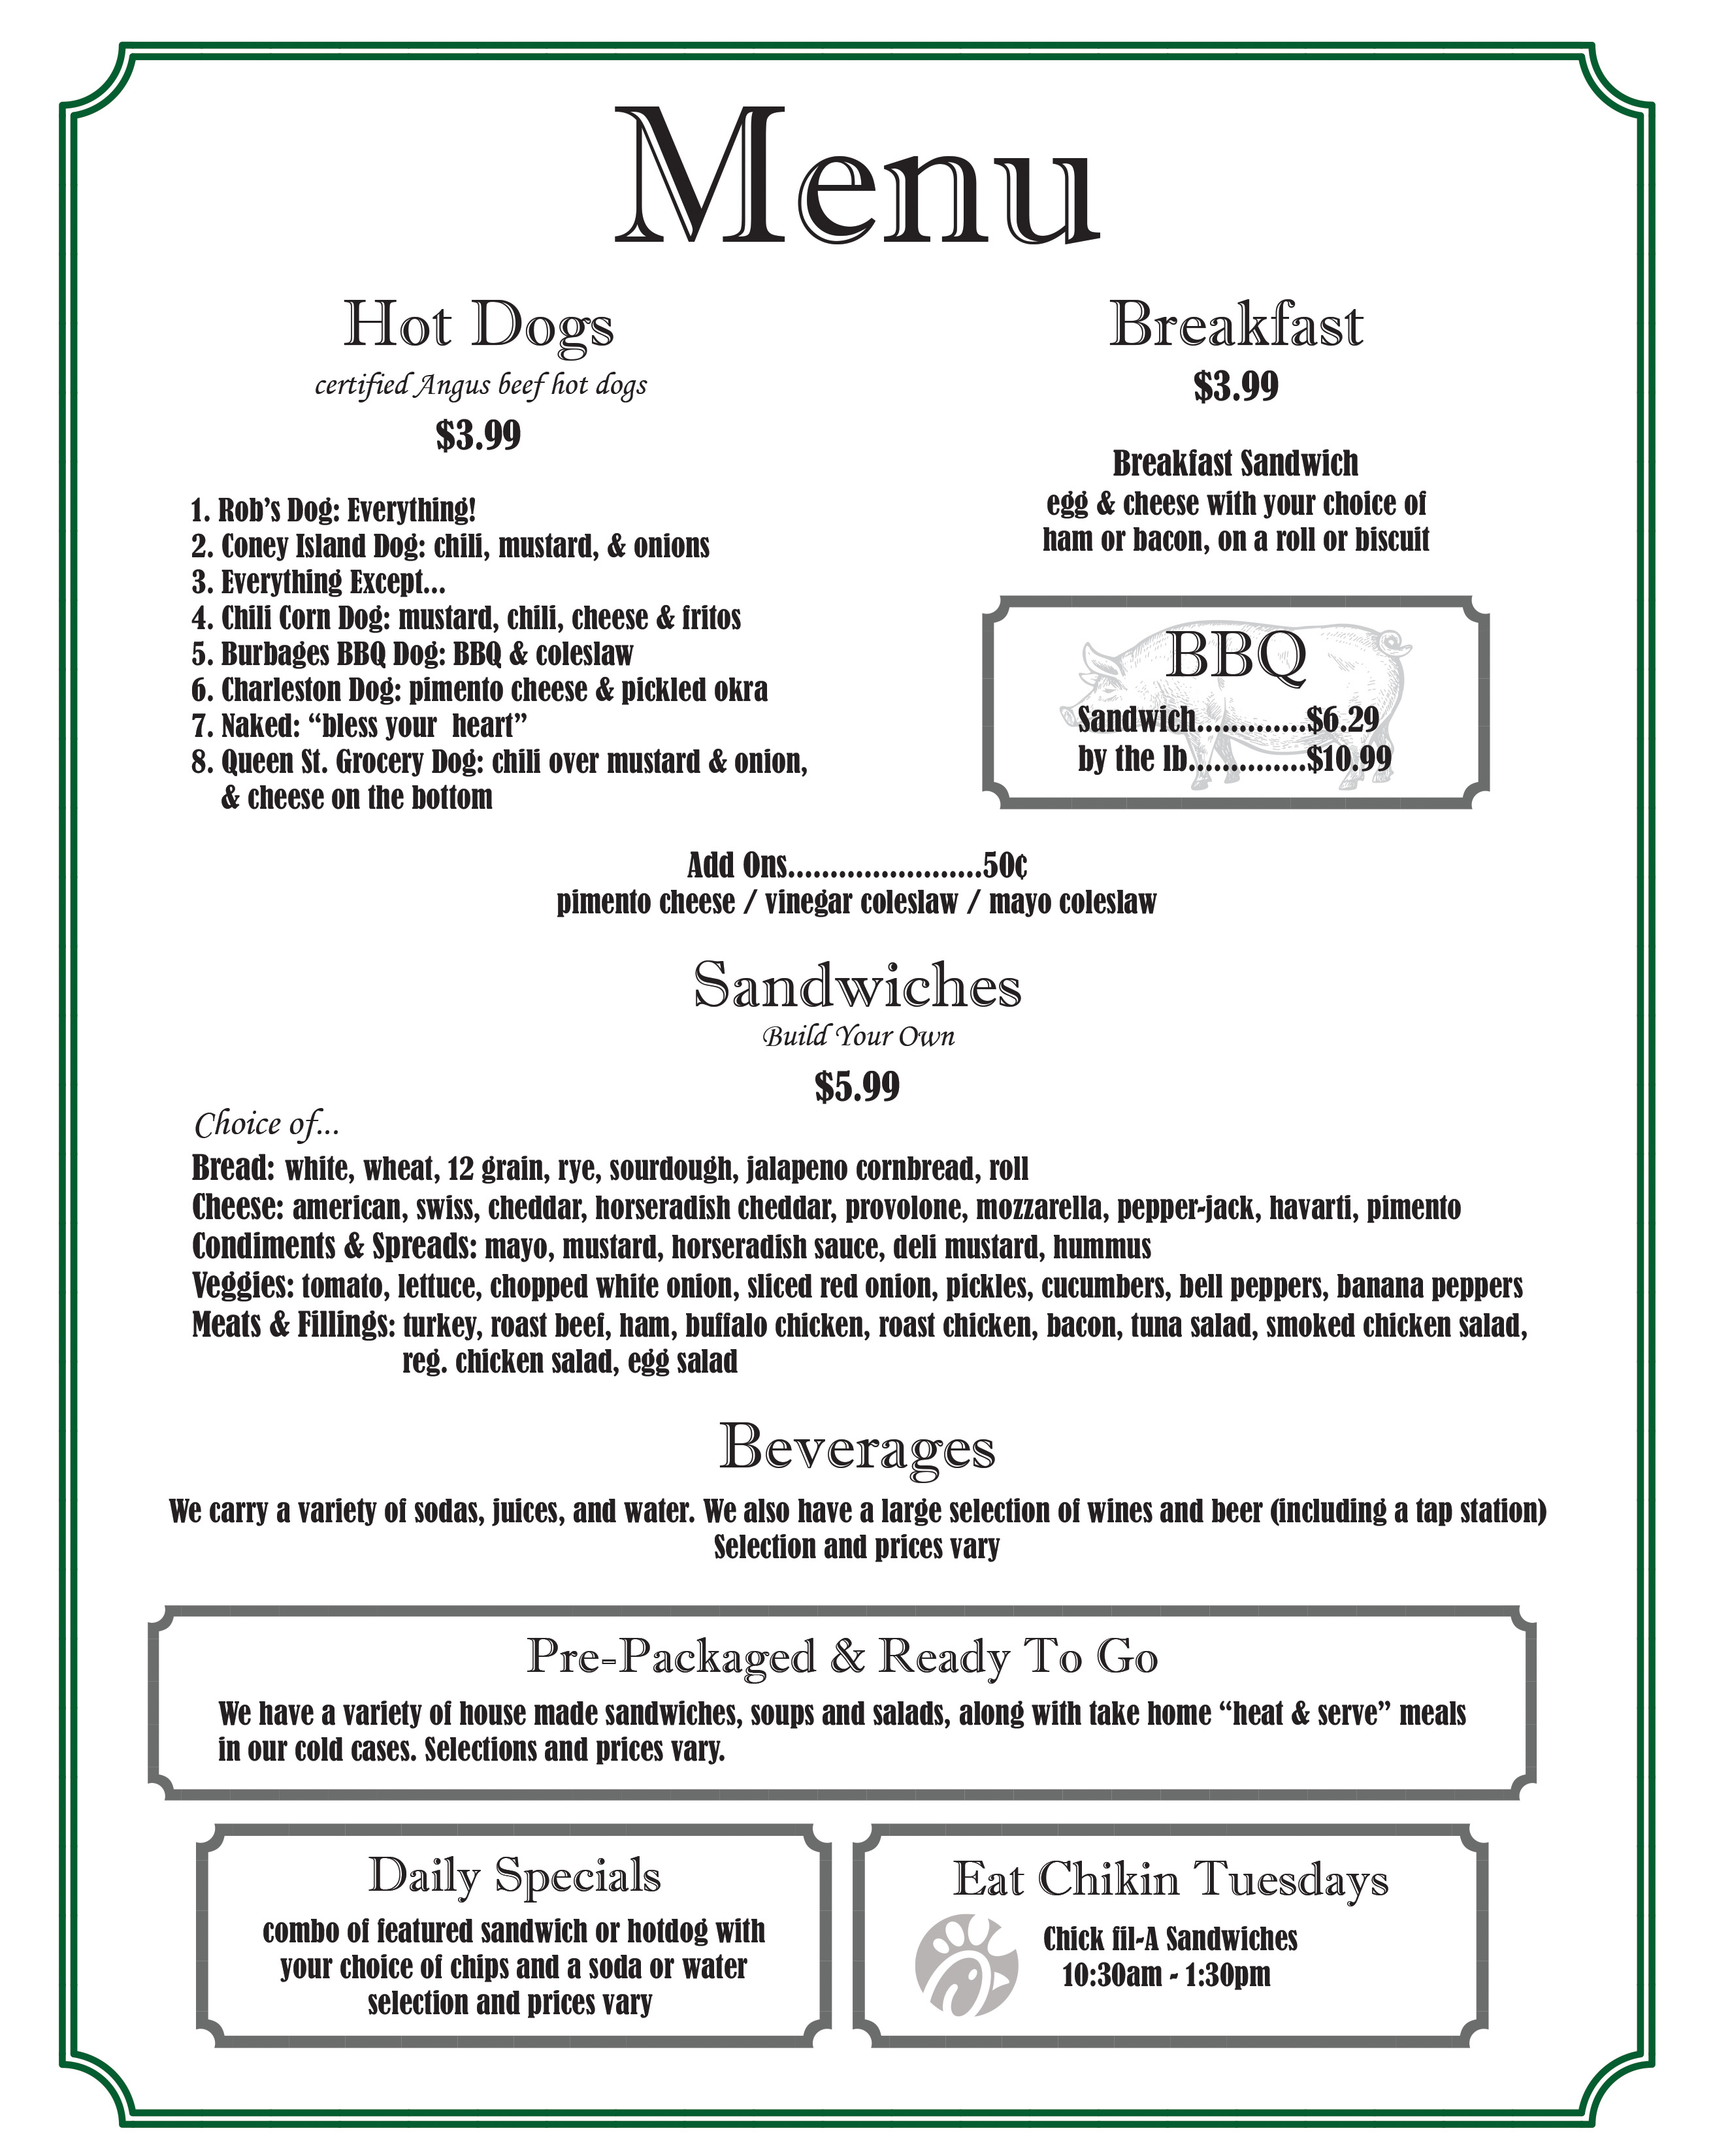 Menu
Hot Dogs
certified Angus beef hot dogs
$3.99
1. Rob’s Dog: Everything!
2. Coney Island Dog: chili, mustard, & onions
3. Everything Except...
4. Chili Corn Dog: mustard, chili, cheese & fritos
5. Burbages BBQ Dog: BBQ & coleslaw
6. Charleston Dog: pimento cheese & pickled okra
7. Naked: “bless your  heart”
8. Queen St. Grocery Dog: chili over mustard & onion,
& cheese on the bottom
Breakfast
$3.99
Breakfast Sandwich
egg & cheese with your choice of
ham or bacon, on a roll or biscuit
BBQ
Sandwich.............$6.29
by the lb..............$10.99
Add Ons.......................50¢
pimento cheese / vinegar coleslaw / mayo coleslaw
Sandwiches
Build Your Own
$5.99
Choice of...
Bread: white, wheat, 12 grain, rye, sourdough, jalapeno cornbread, roll
Cheese: american, swiss, cheddar, horseradish cheddar, provolone, mozzarella, pepper-jack, havarti, pimento
Condiments & Spreads: mayo, mustard, horseradish sauce, deli mustard, hummus
Veggies: tomato, lettuce, chopped white onion, sliced red onion, pickles, cucumbers, bell peppers, banana peppers
Meats & Fillings: turkey, roast beef, ham, buffalo chicken, roast chicken, bacon, tuna salad, smoked chicken salad,
reg. chicken salad, egg salad
Beverages
We carry a variety of sodas, juices, and water. We also have a large selection of wines and beer (including a tap station)
Selection and prices vary
Pre-Packaged & Ready To Go
We have a variety of house made sandwiches, soups and salads, along with take home “heat & serve” meals
in our cold cases. Selections and prices vary.
Daily Specials
combo of featured sandwich or hotdog with
your choice of chips and a soda or water
selection and prices vary
Eat Chikin Tuesdays
Chick fil-A Sandwiches
10:30am - 1:30pm